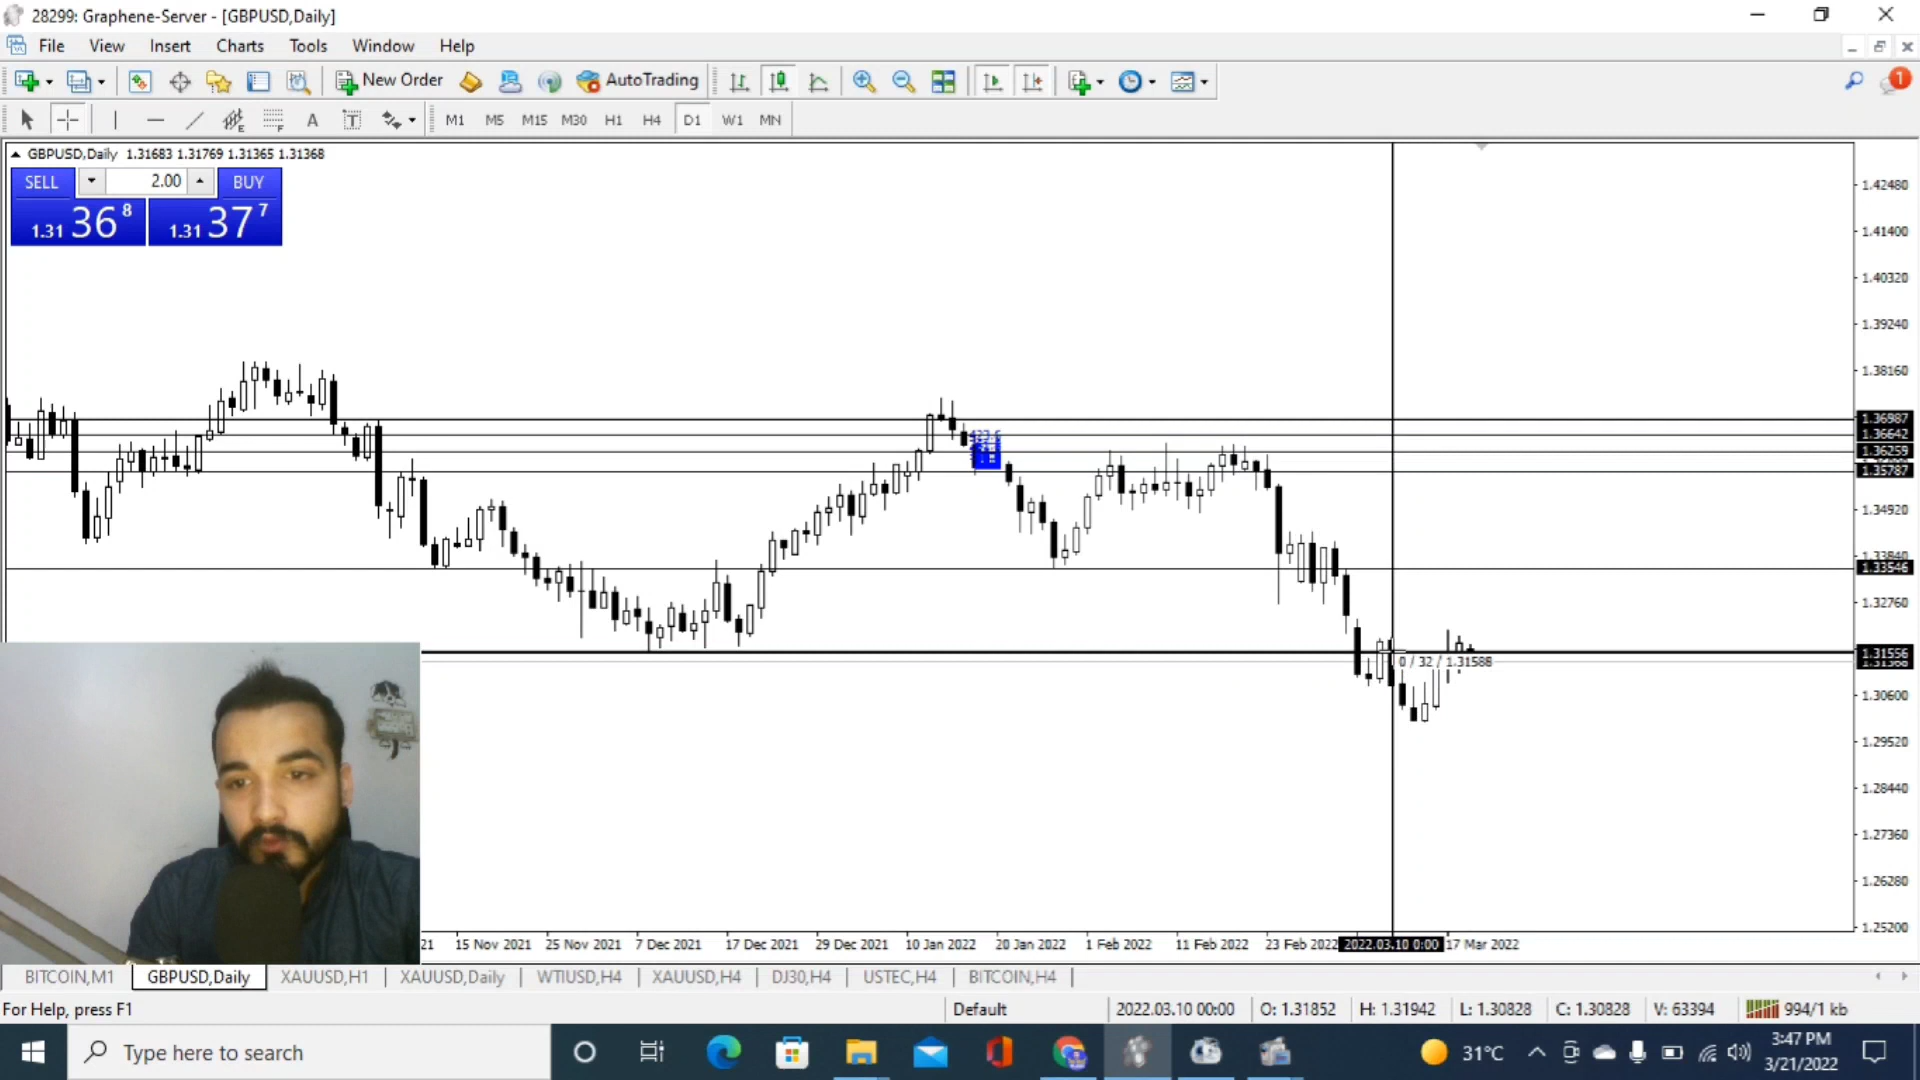 28299: Graphene-Server - [GBPUSD,Daily]
File View Insert Charts Tools Window Help
New Order AutoTrading 1
E F A T M1 M5 M15 M30 H1 H4 D1 W1 MN
GBPUSD,Daily 1.31683 1.31769 1.31365 1.31368
SELL 2.00 BUY
1.31 36 8 1.31 37 7
1.42480
1.41400
1.40320
1.39240
1.38160
1.36987
1.36642
1.36259
1.35787
1.34920
1.33840
1.33546
1.32760
1.31556
1.31368
0 / 32 / 1.31588
1.30600
1.29520
1.28440
1.27360
1.26280
1.25200
21 15 Nov 2021 25 Nov 2021 7 Dec 2021 17 Dec 2021 29 Dec 2021 10 Jan 2022 20 Jan 2022 1 Feb 2022 11 Feb 2022 23 Feb 2022 2022.03.10 0:00 17 Mar 2022
BITCOIN,M1 GBPUSD,Daily XAUUSD,H1 XAUUSD,Daily WTIUSD,H4 XAUUSD,H4 DJ30,H4 USTEC,H4 BITCOIN,H4
For Help, press F1 Default 2022.03.10 00:00 O: 1.31852 H: 1.31942 L: 1.30828 C: 1.30828 V: 63394 994/1 kb
Type here to search 31°C 3:47 PM
3/21/2022